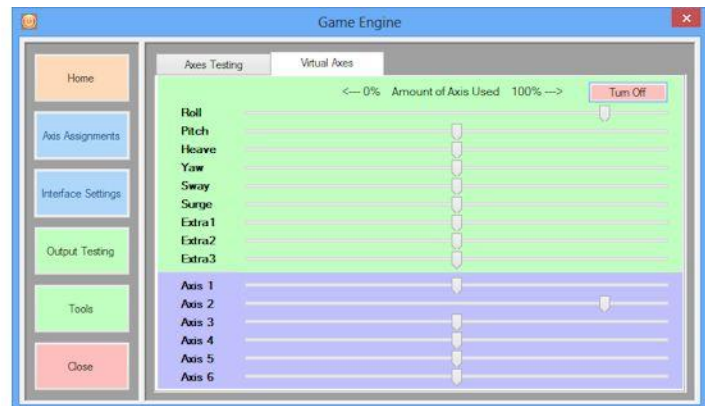 Game Engine
Home
Axis Assignments
Interface Settings
Output Testing
Tools
Close
Axes Testing
Virtual Axes
<--- 0% Amount of Axis Used 100% --->
Turn Off
Roll
Pitch
Heave
Yaw
Sway
Surge
Extra1
Extra2
Extra3
Axis 1
Axis 2
Axis 3
Axis 4
Axis 5
Axis 6